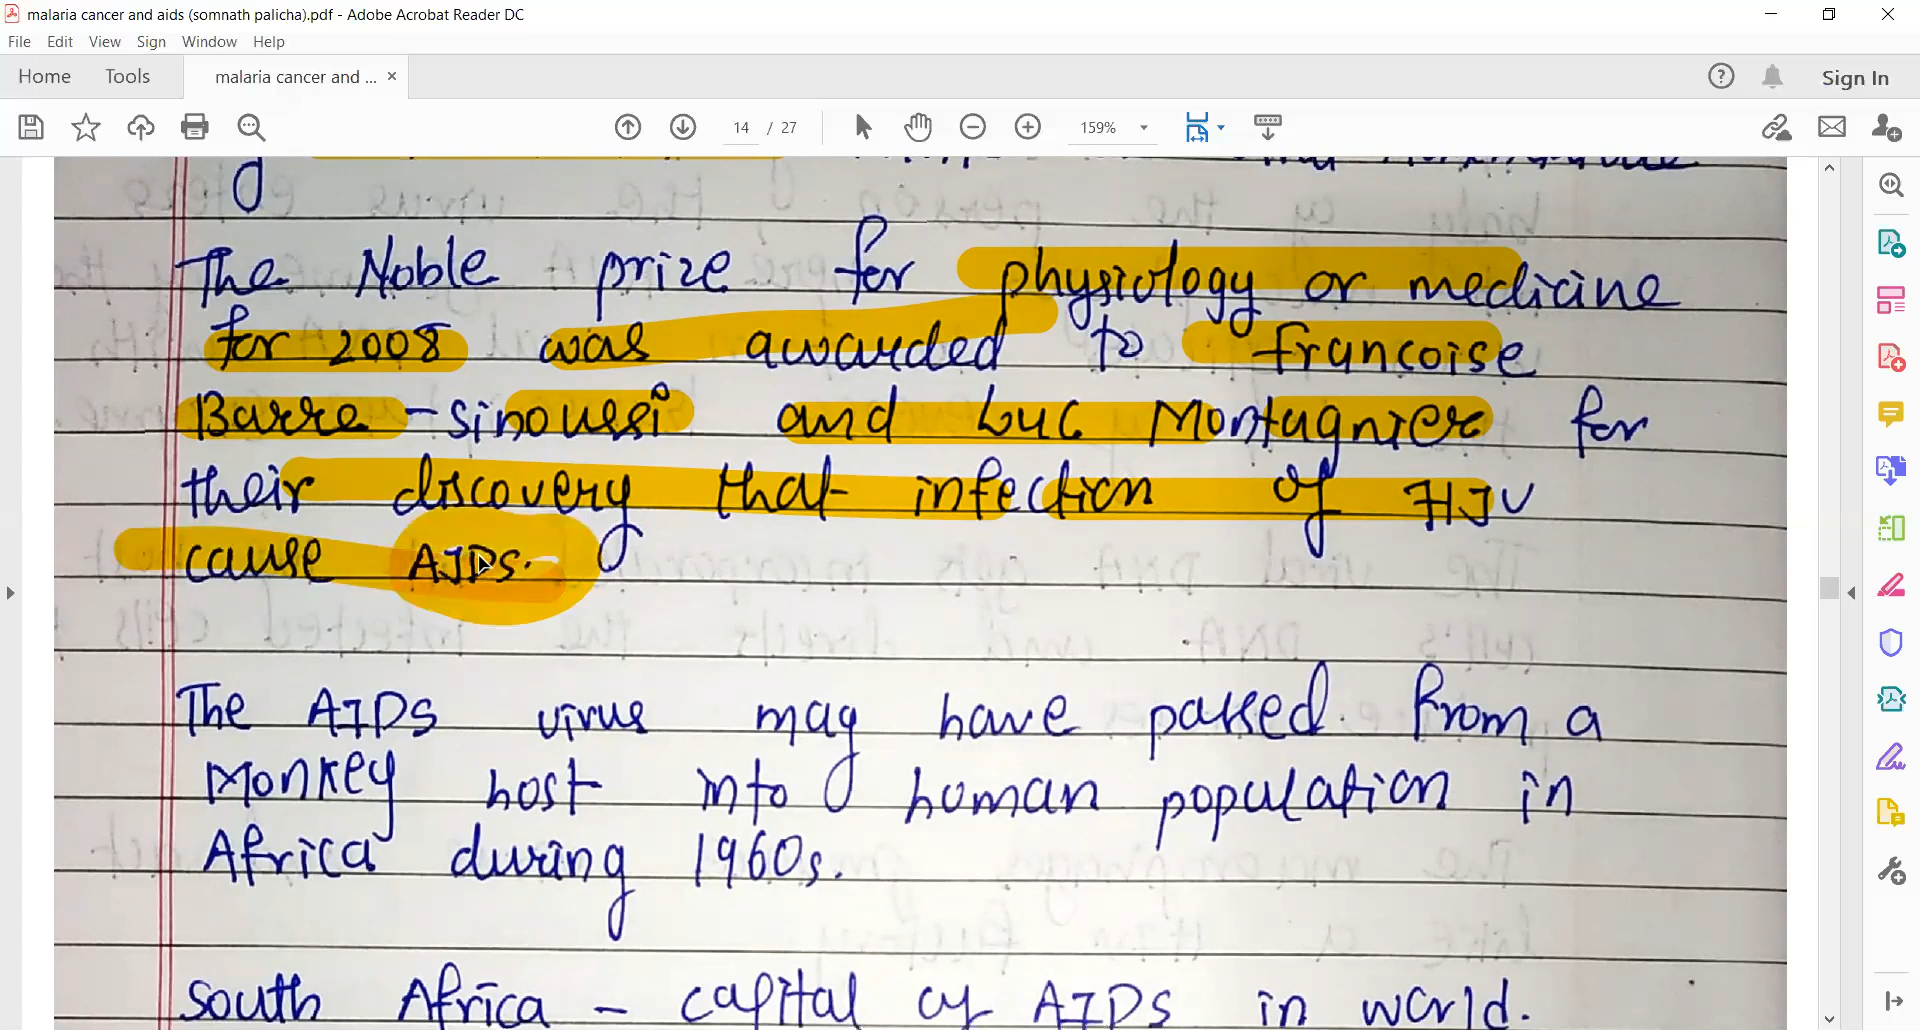 malaria cancer and aids (somnath palicha).pdf - Adobe Acrobat Reader DC
File Edit View Sign Window Help
Home Tools malaria cancer and ... × Sign In
14 / 27 159%
The Noble prize for physiology or medicine
for 2008 was awarded to francoise
Barre - sinoussi and Luc Montagnier for
their discovery that infection of HIV
cause AIDs.
The AIDs virus may have passed from a
Monkey host into human population in
Africa during 1960s.
South Africa - capital of AIDS in world.